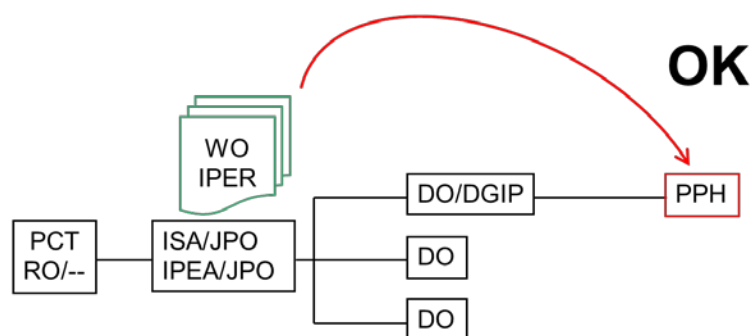 OK
WO
IPER
DO/DGIP
PPH
PCT
RO/--
ISA/JPO
IPEA/JPO
DO
DO